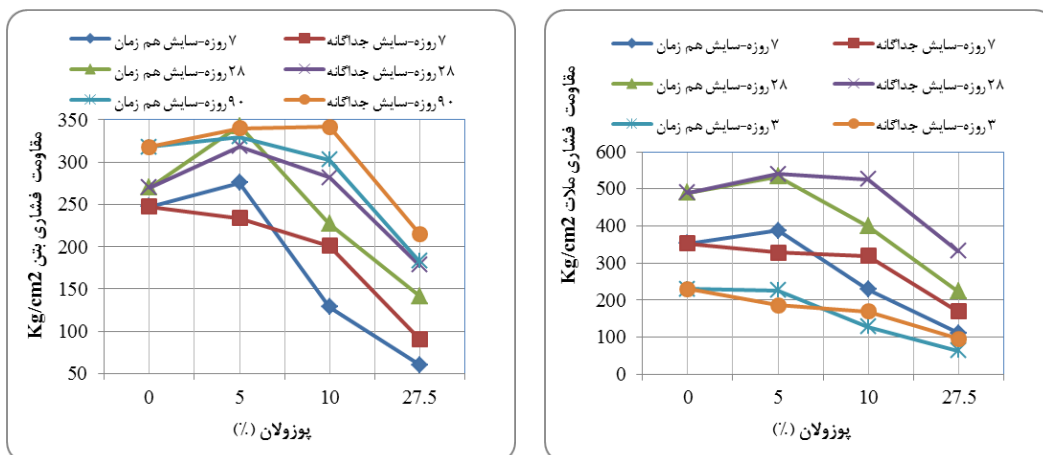 ۷روزه-سایش هم زمان
۷روزه-سایش جداگانه
۲۸روزه-سایش هم زمان
۲۸روزه-سایش جداگانه
۹۰روزه-سایش هم زمان
۹۰روزه-سایش جداگانه
مقاومت فشاری بتن Kg/cm2
350
300
250
200
150
100
50
0 5 10 27.5
پوزولان (%)
۷روزه-سایش هم زمان
۷روزه-سایش جداگانه
۲۸روزه-سایش هم زمان
۲۸روزه-سایش جداگانه
۳روزه-سایش هم زمان
۳روزه-سایش جداگانه
مقاومت فشاری ملات Kg/cm2
600
500
400
300
200
100
0
0 5 10 27.5
پوزولان (%)